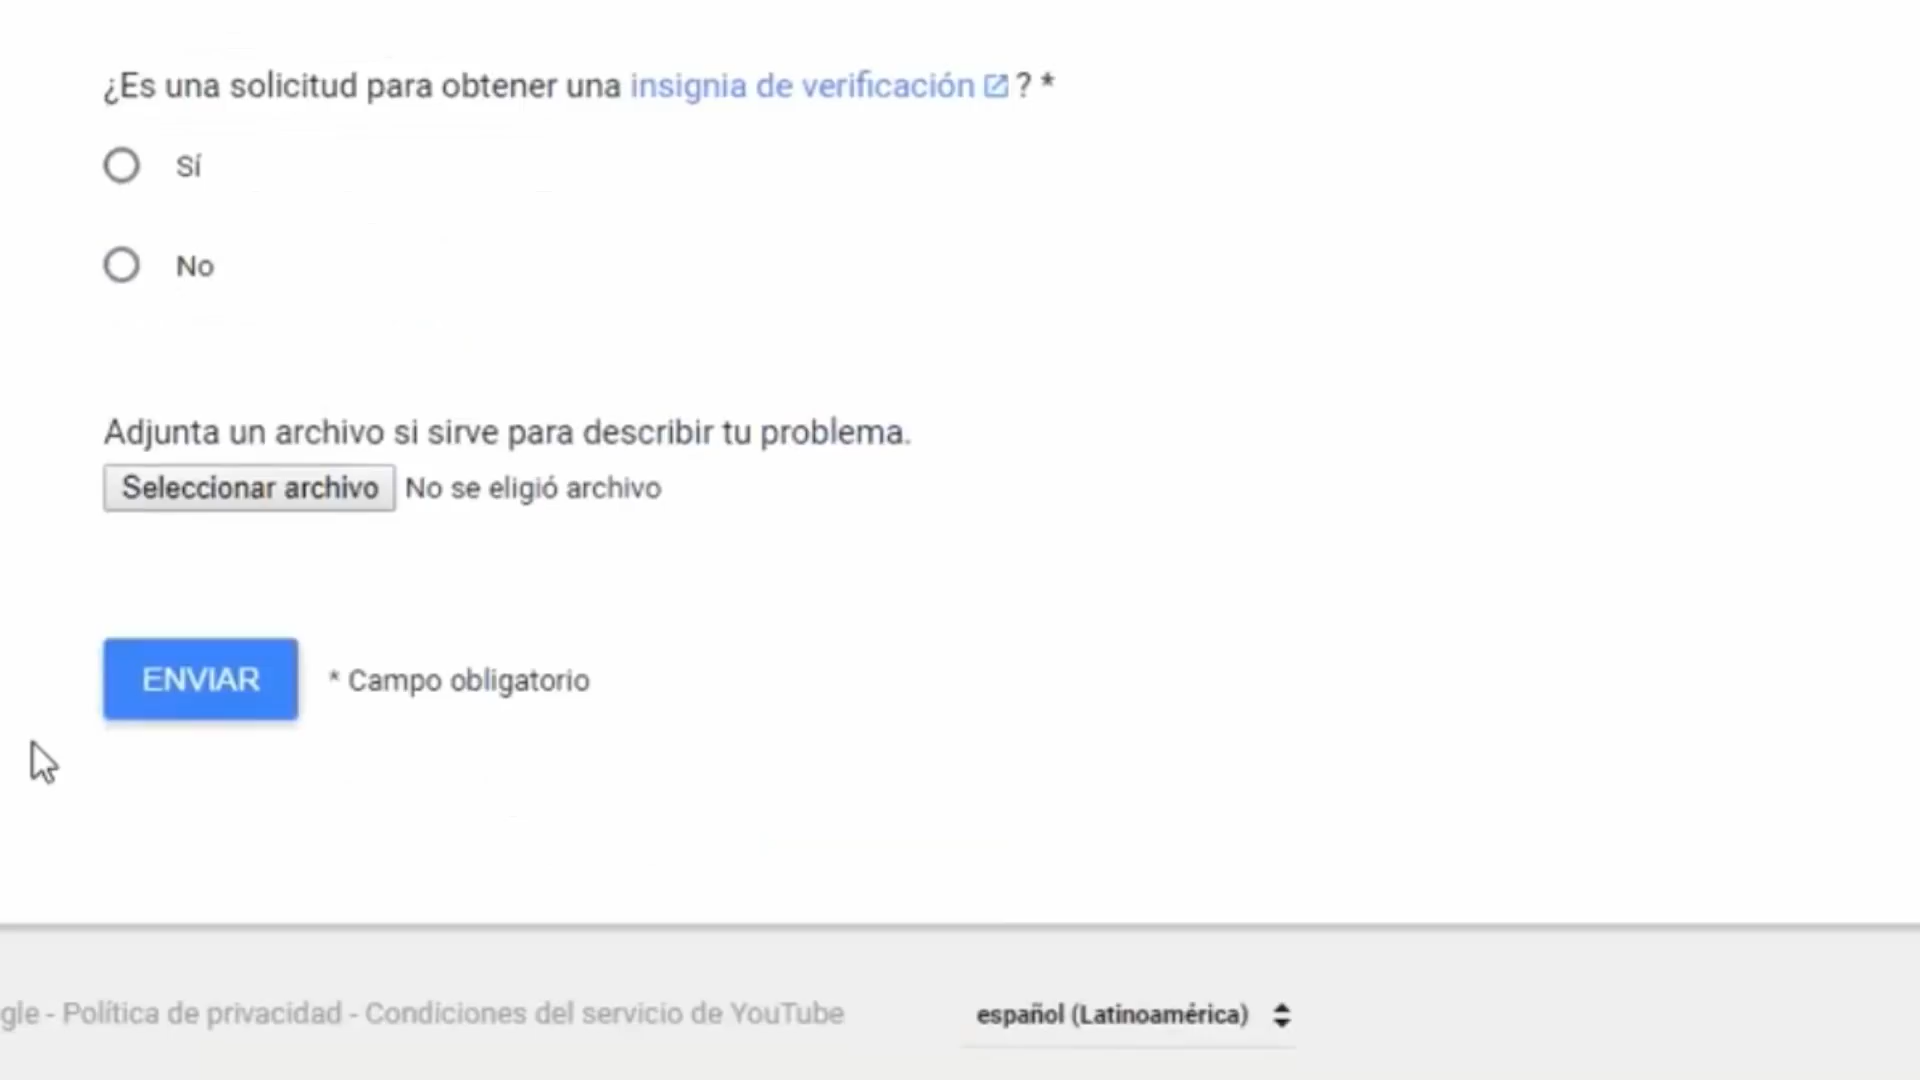 ¿Es una solicitud para obtener una insignia de verificación ? *
Sí
No
Adjunta un archivo si sirve para describir tu problema.
Seleccionar archivo No se eligió archivo
ENVIAR * Campo obligatorio
gle - Política de privacidad - Condiciones del servicio de YouTube español (Latinoamérica)